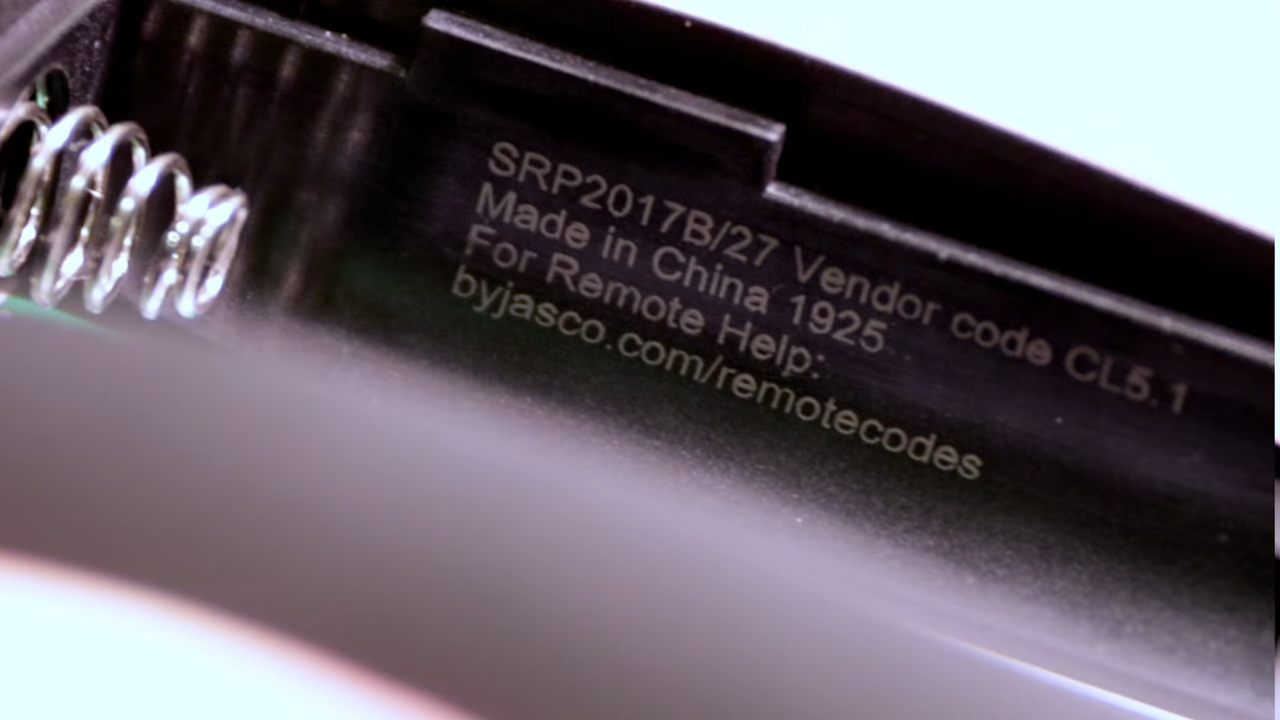 SRP2017B/27 Vendor code CL5.1
Made in China 1925
For Remote Help:
byjasco.com/remotecodes